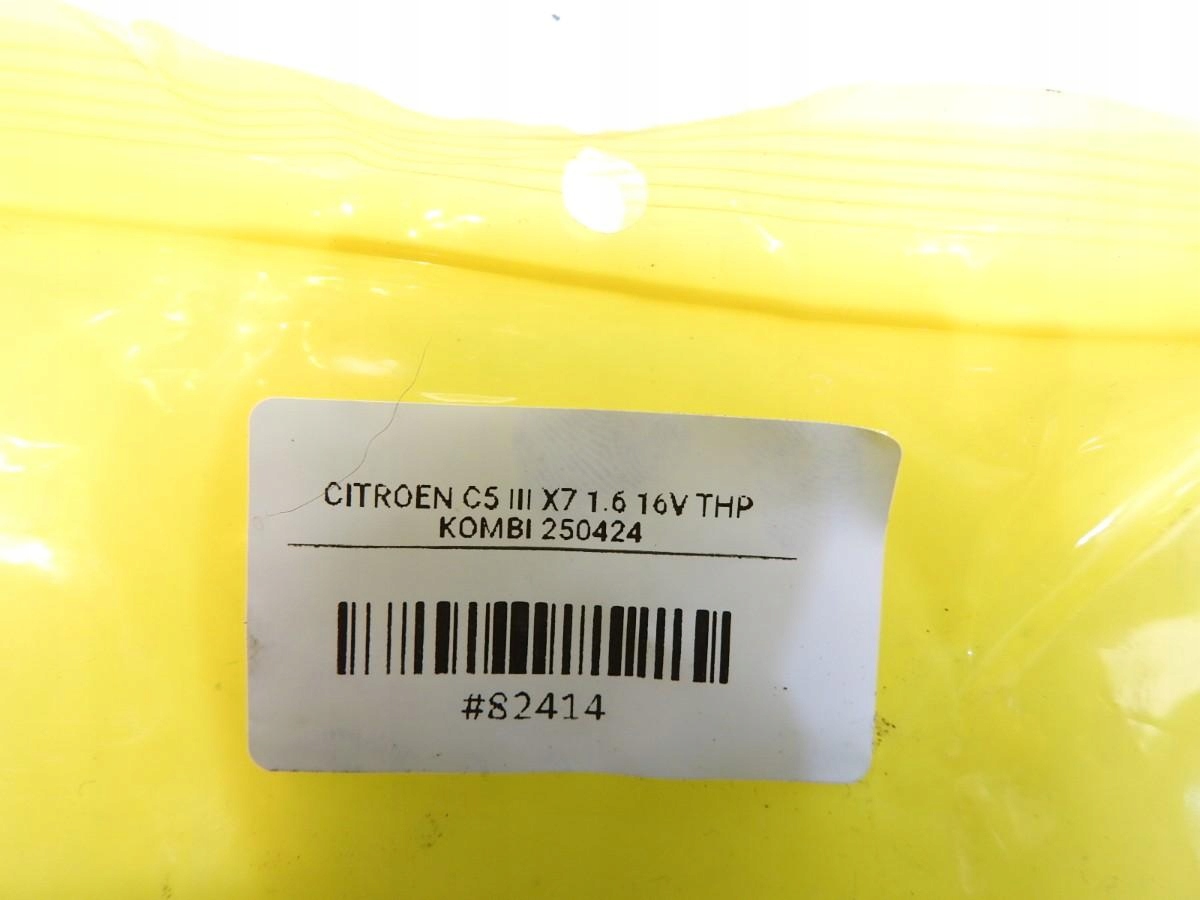 CITROEN C5 III X7 1.6 16V THP
KOMBI 250424
#82414